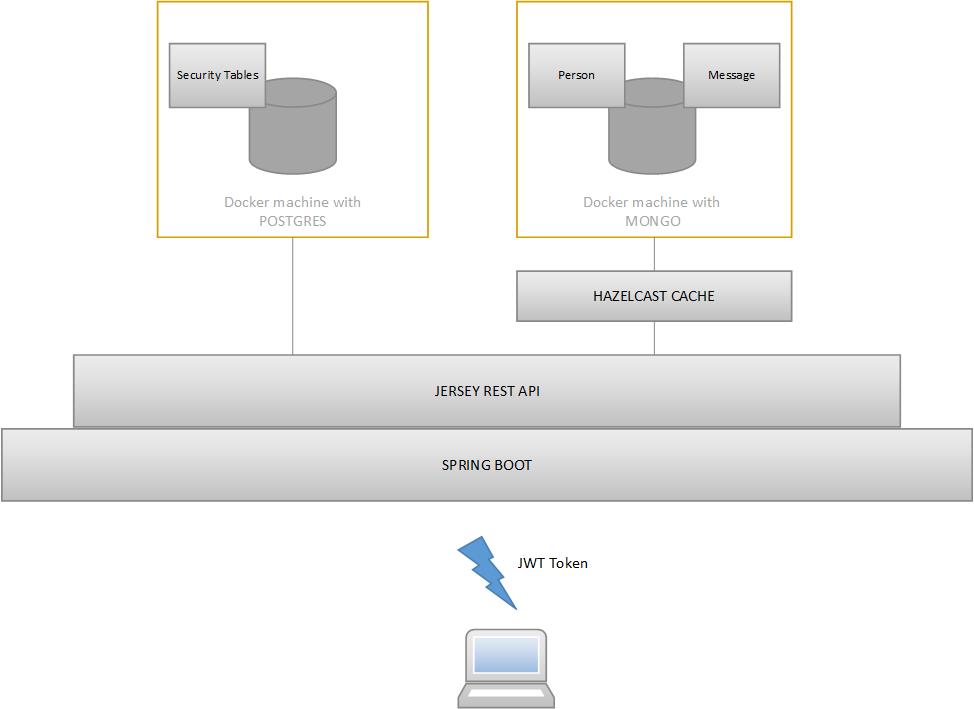 Security Tables
Person
Message
Docker machine with
POSTGRES
Docker machine with
MONGO
HAZELCAST CACHE
JERSEY REST API
SPRING BOOT
JWT Token